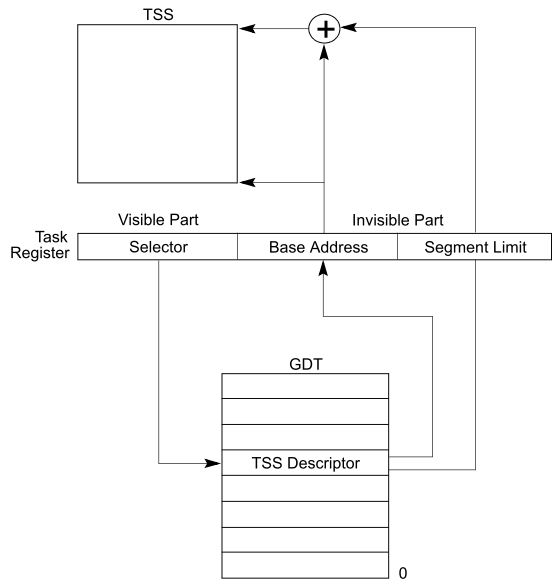 TSS
+
Visible Part
Invisible Part
Task
Register
Selector
Base Address
Segment Limit
GDT
TSS Descriptor
0